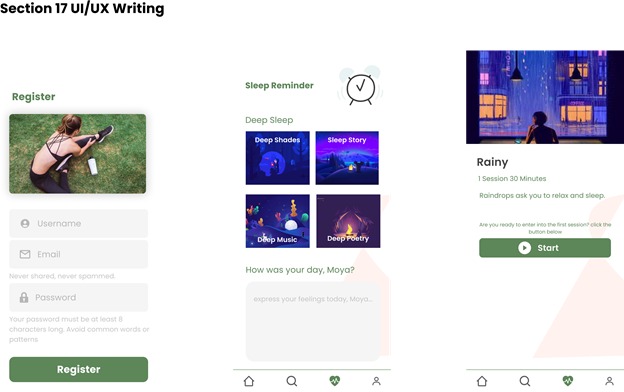 Section 17 UI/UX Writing
Register
Username
Email
Never shared, never spammed.
Password
Your password must be at least 8
characters long. Avoid common words or
patterns
Register
Sleep Reminder
Deep Sleep
Deep Shades
Sleep Story
Deep Music
Deep Poetry
How was your day, Moya?
express your feelings today, Moya...
Rainy
1 Session 30 Minutes
Raindrops ask you to relax and sleep.
Are you ready to enter into the first session? click the
button below
Start